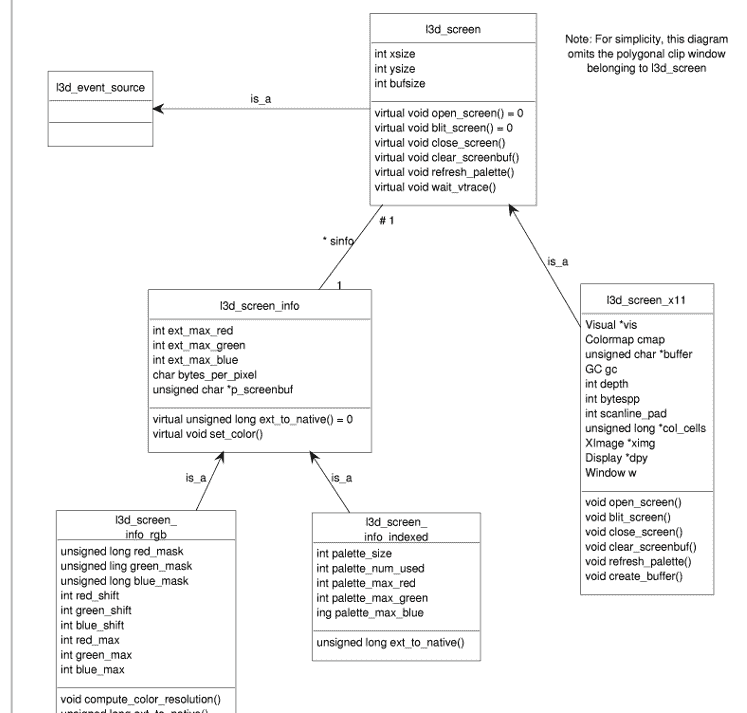 l3d_screen
int xsize
int ysize
int bufsize
virtual void open_screen() = 0
virtual void blit_screen() = 0
virtual void close_screen()
virtual void clear_screenbuf()
virtual void refresh_palette()
virtual void wait_vtrace()
Note: For simplicity, this diagram
omits the polygonal clip window
belonging to l3d_screen
l3d_event_source
is_a
# 1
* sinfo
1
is_a
l3d_screen_info
int ext_max_red
int ext_max_green
int ext_max_blue
char bytes_per_pixel
unsigned char *p_screenbuf
virtual unsigned long ext_to_native() = 0
virtual void set_color()
l3d_screen_x11
Visual *vis
Colormap cmap
unsigned char *buffer
GC gc
int depth
int bytespp
int scanline_pad
unsigned long *col_cells
XImage *ximg
Display *dpy
Window w
void open_screen()
void blit_screen()
void close_screen()
void clear_screenbuf()
void refresh_palette()
void create_buffer()
is_a
is_a
l3d_screen_
info_rgb
unsigned long red_mask
unsigned ling green_mask
unsigned long blue_mask
int red_shift
int green_shift
int blue_shift
int red_max
int green_max
int blue_max
void compute_color_resolution()
unsigned long ext_to_native()
l3d_screen_
info_indexed
int palette_size
int palette_num_used
int palette_max_red
int palette_max_green
ing palette_max_blue
unsigned long ext_to_native()